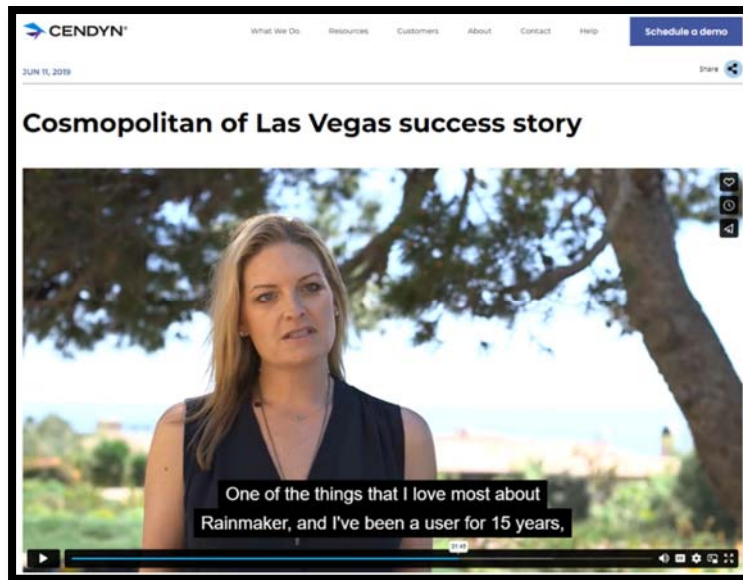 CENDYN®
What We Do Resources Customers About Contact Help Schedule a demo
JUN 11, 2019
Share
Cosmopolitan of Las Vegas success story
One of the things that I love most about
Rainmaker, and I've been a user for 15 years,